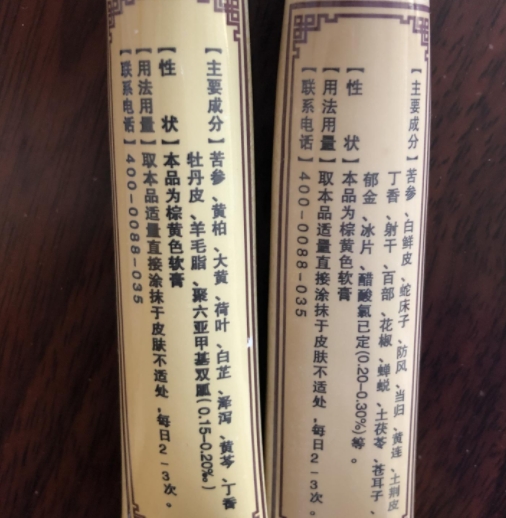 【主要成分】苦参、黄柏、大黄、荷叶、白芷、泽泻、黄芩、丁香
牡丹皮、羊毛脂、聚六亚甲基双胍(0.15-0.20‰)
【性 状】本品为棕黄色软膏
【用法用量】取本品适量直接涂抹于皮肤不适处，每日2-3次。
【联系电话】400-0088-035
【主要成分】苦参、白鲜皮、蛇床子、防风、当归、黄连、土荆皮
丁香、射干、百部、花椒、蝉蜕、土茯苓、苍耳子、
郁金、冰片、醋酸氯已定(0.20-0.30%)等。
【性 状】本品为棕黄色软膏
【用法用量】取本品适量直接涂抹于皮肤不适处，每日2-3次。
【联系电话】400-0088-035